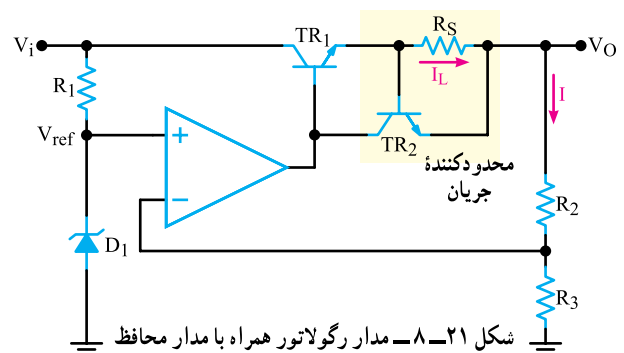 Vi
TR1
RS
VO
IL
I
R1
Vref
TR2
محدودکنندهٔ
جریان
R2
D1
R3
شکل ۲۱ــ۸ــ مدار رگولاتور همراه با مدار محافظ